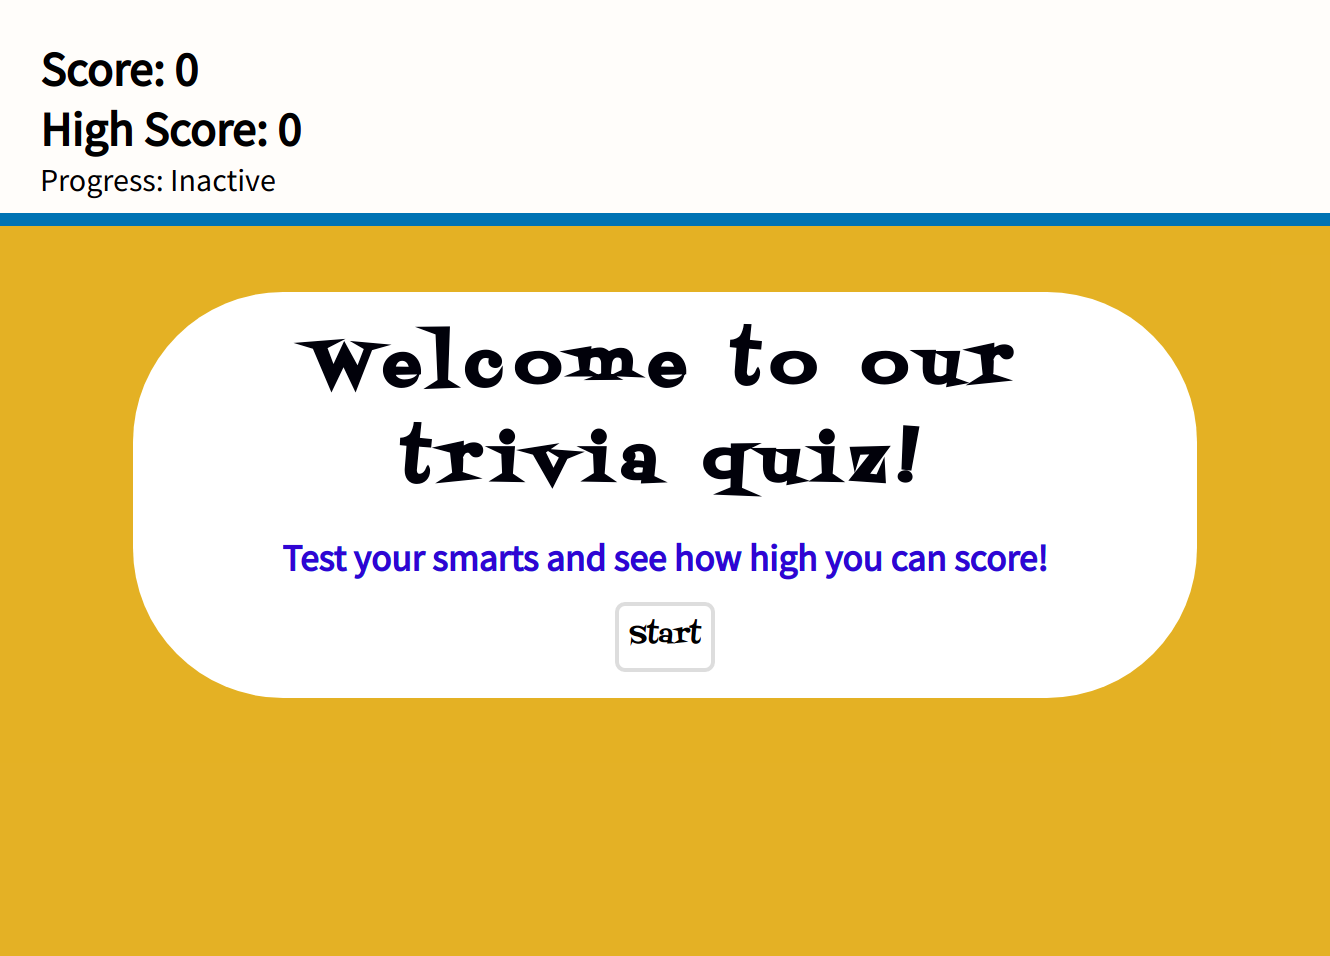 Score: 0
High Score: 0
Progress: Inactive
Welcome to our
trivia quiz!
Test your smarts and see how high you can score!
start